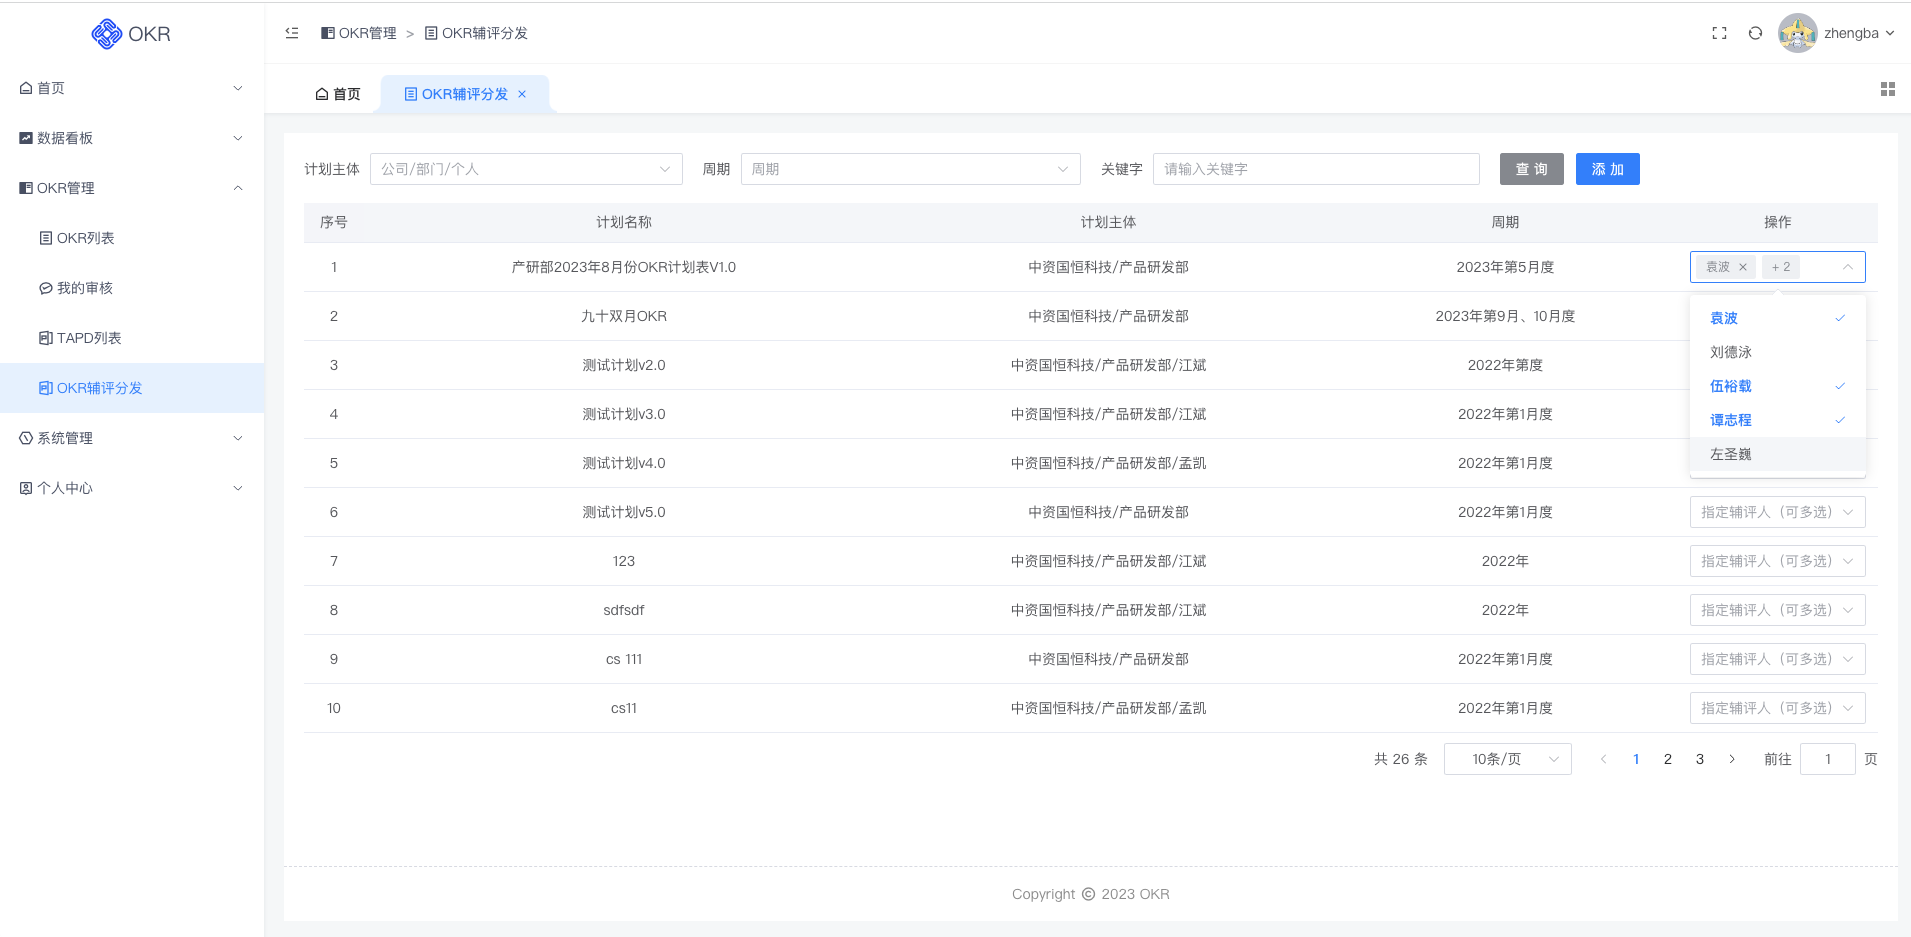 OKR
首页
数据看板
OKR管理
OKR列表
我的审核
TAPD列表
OKR辅评分发
系统管理
个人中心
OKR管理 > OKR辅评分发
zhengba
首页 OKR辅评分发 ×
计划主体 公司/部门/个人 周期 周期 关键字 请输入关键字 查询 添加
序号 计划名称 计划主体 周期 操作
1 产研部2023年8月份OKR计划表V1.0 中资国恒科技/产品研发部 2023年第5月度 袁波 × + 2
2 九十双月OKR 中资国恒科技/产品研发部 2023年第9月、10月度
3 测试计划v2.0 中资国恒科技/产品研发部/江斌 2022年第度
4 测试计划v3.0 中资国恒科技/产品研发部/江斌 2022年第1月度
5 测试计划v4.0 中资国恒科技/产品研发部/孟凯 2022年第1月度
袁波
刘德泳
伍裕载
谭志程
左圣巍
6 测试计划v5.0 中资国恒科技/产品研发部 2022年第1月度 指定辅评人（可多选）
7 123 中资国恒科技/产品研发部/江斌 2022年 指定辅评人（可多选）
8 sdfsdf 中资国恒科技/产品研发部/江斌 2022年 指定辅评人（可多选）
9 cs 111 中资国恒科技/产品研发部 2022年第1月度 指定辅评人（可多选）
10 cs11 中资国恒科技/产品研发部/孟凯 2022年第1月度 指定辅评人（可多选）
共 26 条 10条/页 < 1 2 3 > 前往 1 页
Copyright © 2023 OKR